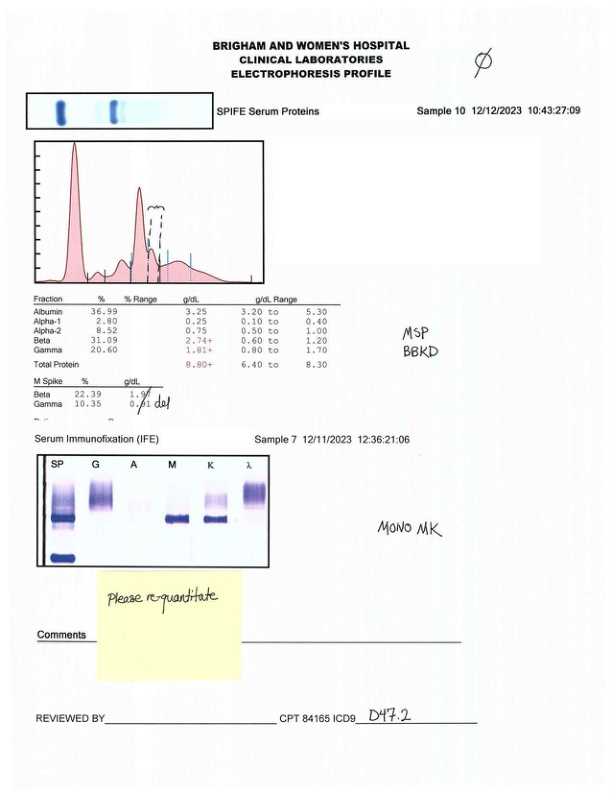 BRIGHAM AND WOMEN'S HOSPITAL
CLINICAL LABORATORIES
ELECTROPHORESIS PROFILE
Ø
SPIFE Serum Proteins Sample 10 12/12/2023 10:43:27:09
Fraction % % Range g/dL g/dL Range
Albumin 36.99 3.25 3.20 to 5.30
Alpha-1 2.80 0.25 0.10 to 0.40
Alpha-2 8.52 0.75 0.50 to 1.00
Beta 31.09 2.74+ 0.60 to 1.20
Gamma 20.60 1.81+ 0.80 to 1.70
Total Protein 8.80+ 6.40 to 8.30
MSP
BBKD
M Spike % g/dL
Beta 22.39 1.97
Gamma 10.35 0.91 del
Serum Immunofixation (IFE) Sample 7 12/11/2023 12:36:21:06
SP G A M K λ
MONO MK
Please re-quantitate
Comments
REVIEWED BY CPT 84165 ICD9 D47.2